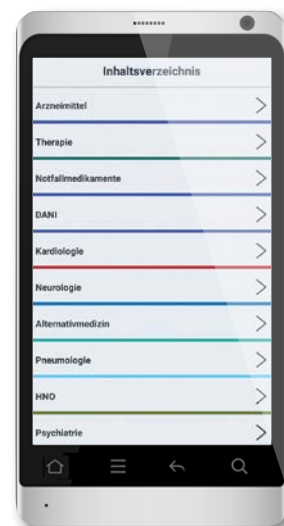 Inhaltsverzeichnis
Arzneimittel
Therapie
Notfallmedikamente
DANI
Kardiologie
Neurologie
Alternativmedizin
Pneumologie
HNO
Psychiatrie